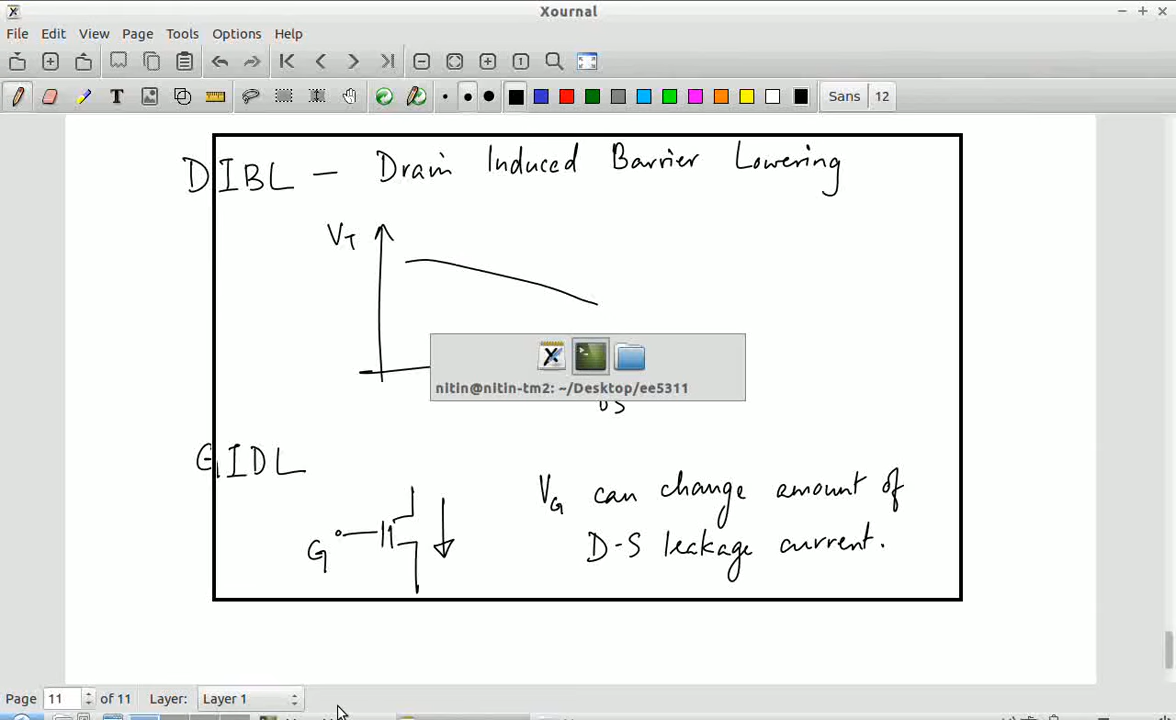 Xournal
File Edit View Page Tools Options Help
Sans 12
DIBL - Drain Induced Barrier Lowering
VT
nitin@nitin-tm2: ~/Desktop/ee5311
DS
GIDL
VG can change amount of
G
D-S leakage current.
Page 11 of 11 Layer: Layer 1